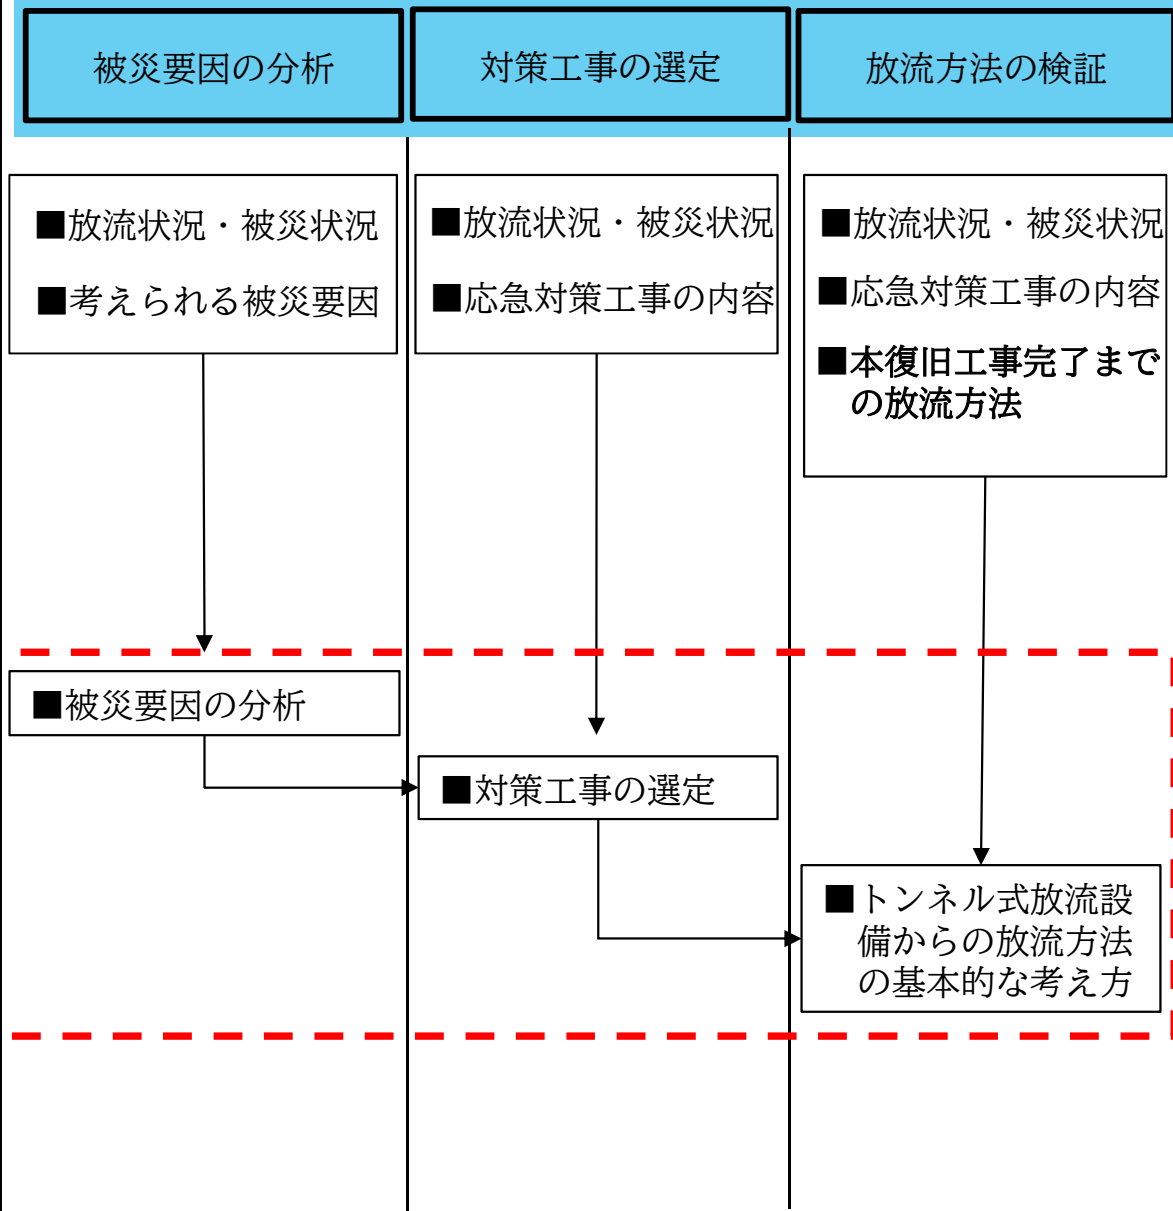 被災要因の分析
対策工事の選定
放流方法の検証
■放流状況・被災状況
■考えられる被災要因
■放流状況・被災状況
■応急対策工事の内容
■放流状況・被災状況
■応急対策工事の内容
■本復旧工事完了まで
の放流方法
■被災要因の分析
■対策工事の選定
■トンネル式放流設
備からの放流方法
の基本的な考え方